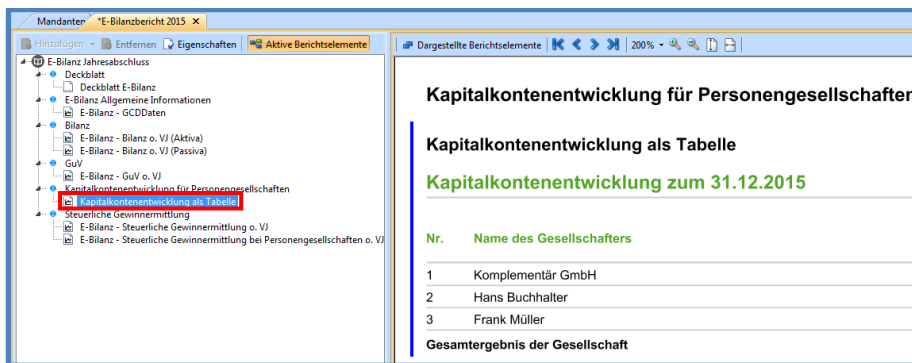 Mandanten *E-Bilanzbericht 2015 ×
Hinzufügen Entfernen Eigenschaften Aktive Berichtselemente
E-Bilanz Jahresabschluss
Deckblatt
Deckblatt E-Bilanz
E-Bilanz Allgemeine Informationen
E-Bilanz - GCDDaten
Bilanz
E-Bilanz - Bilanz o. VJ (Aktiva)
E-Bilanz - Bilanz o. VJ (Passiva)
GuV
E-Bilanz - GuV o. VJ
Kapitalkontenentwicklung für Personengesellschaften
Kapitalkontenentwicklung als Tabelle
Steuerliche Gewinnermittlung
E-Bilanz - Steuerliche Gewinnermittlung o. VJ
E-Bilanz - Steuerliche Gewinnermittlung bei Personengesellschaften o. VJ
Dargestellte Berichtselemente 200%
Kapitalkontenentwicklung für Personengesellschaften
Kapitalkontenentwicklung als Tabelle
Kapitalkontenentwicklung zum 31.12.2015
Nr. Name des Gesellschafters
1 Komplementär GmbH
2 Hans Buchhalter
3 Frank Müller
Gesamtergebnis der Gesellschaft